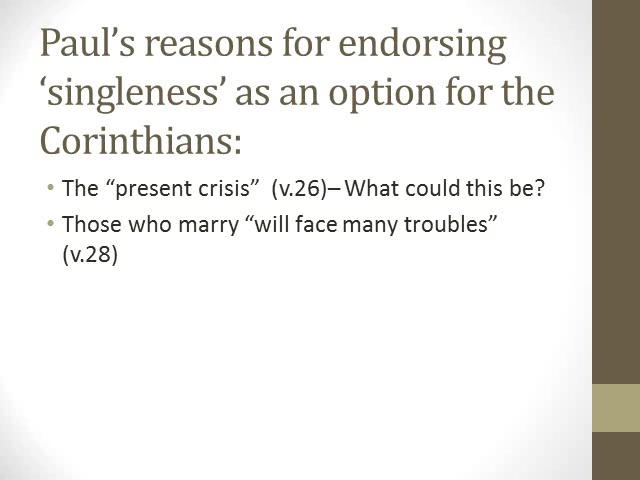 Paul’s reasons for endorsing
‘singleness’ as an option for the
Corinthians:
• The “present crisis”  (v.26)– What could this be?
• Those who marry “will face many troubles”
(v.28)